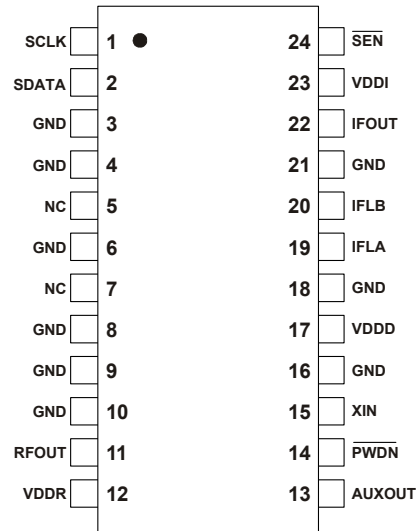 SCLK 1 24 S̅E̅N̅
SDATA 2 23 VDDI
GND 3 22 IFOUT
GND 4 21 GND
NC 5 20 IFLB
GND 6 19 IFLA
NC 7 18 GND
GND 8 17 VDDD
GND 9 16 GND
GND 10 15 XIN
RFOUT 11 14 P̅W̅D̅N̅
VDDR 12 13 AUXOUT